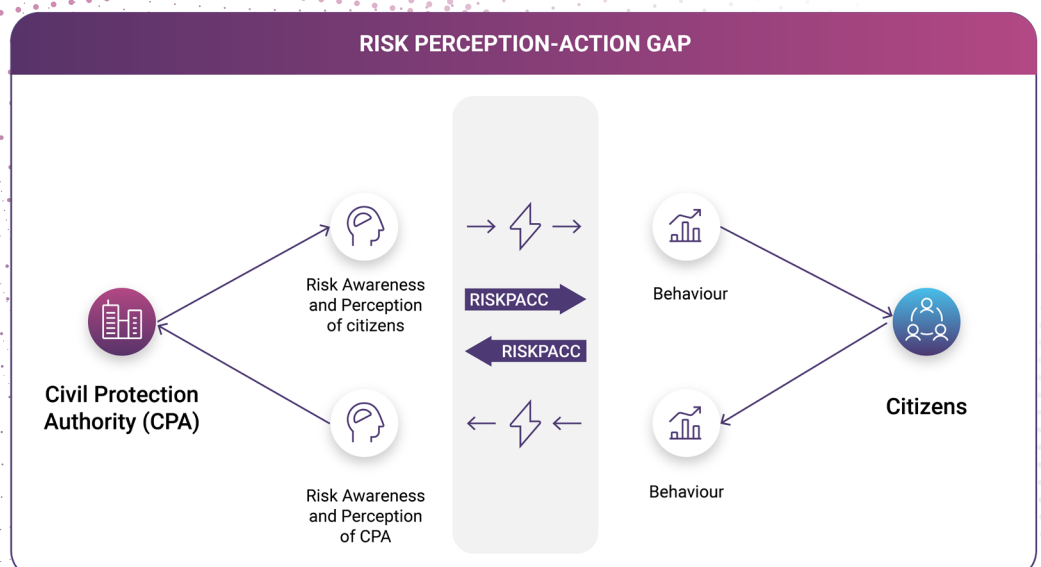 RISK PERCEPTION-ACTION GAP
Risk Awareness
and Perception
of citizens
RISKPACC
Behaviour
RISKPACC
Civil Protection
Authority (CPA)
Citizens
Risk Awareness
and Perception
of CPA
Behaviour